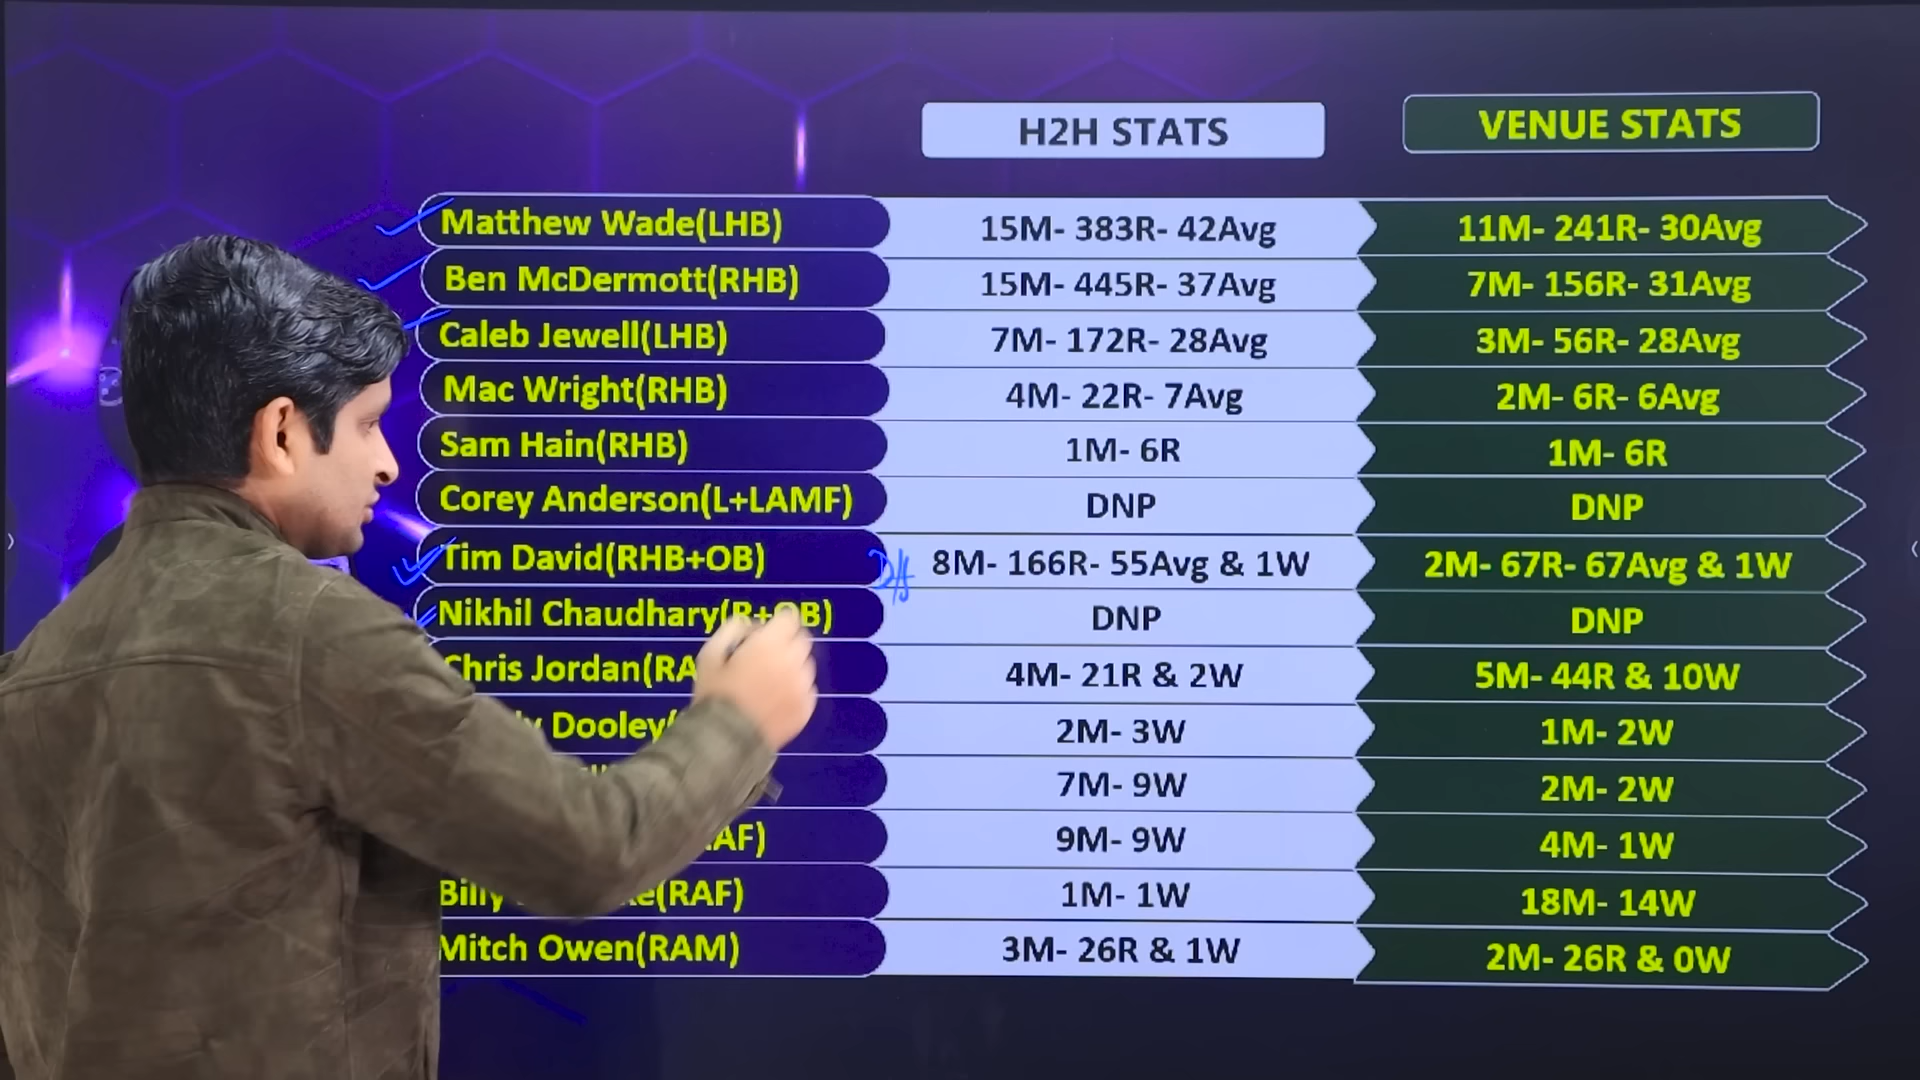 H2H STATS VENUE STATS
Matthew Wade(LHB) 15M- 383R- 42Avg 11M- 241R- 30Avg
Ben McDermott(RHB) 15M- 445R- 37Avg 7M- 156R- 31Avg
Caleb Jewell(LHB) 7M- 172R- 28Avg 3M- 56R- 28Avg
Mac Wright(RHB) 4M- 22R- 7Avg 2M- 6R- 6Avg
Sam Hain(RHB) 1M- 6R 1M- 6R
Corey Anderson(L+LAMF) DNP DNP
Tim David(RHB+OB) 8M- 166R- 55Avg & 1W 2M- 67R- 67Avg & 1W
Nikhil Chaudhary(R+OB) DNP DNP
Chris Jordan(RA 4M- 21R & 2W 5M- 44R & 10W
Dooley( 2M- 3W 1M- 2W
7M- 9W 2M- 2W
AF) 9M- 9W 4M- 1W
Billy (RAF) 1M- 1W 18M- 14W
Mitch Owen(RAM) 3M- 26R & 1W 2M- 26R & 0W